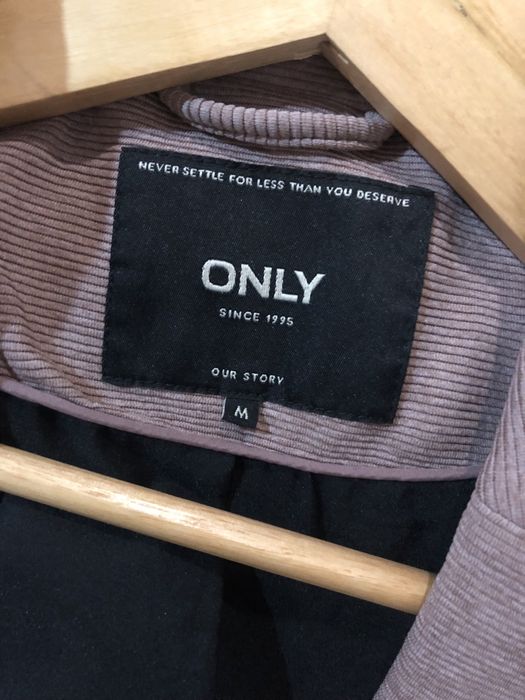 NEVER SETTLE FOR LESS THAN YOU DESERVE
ONLY
SINCE 1995
OUR STORY
M